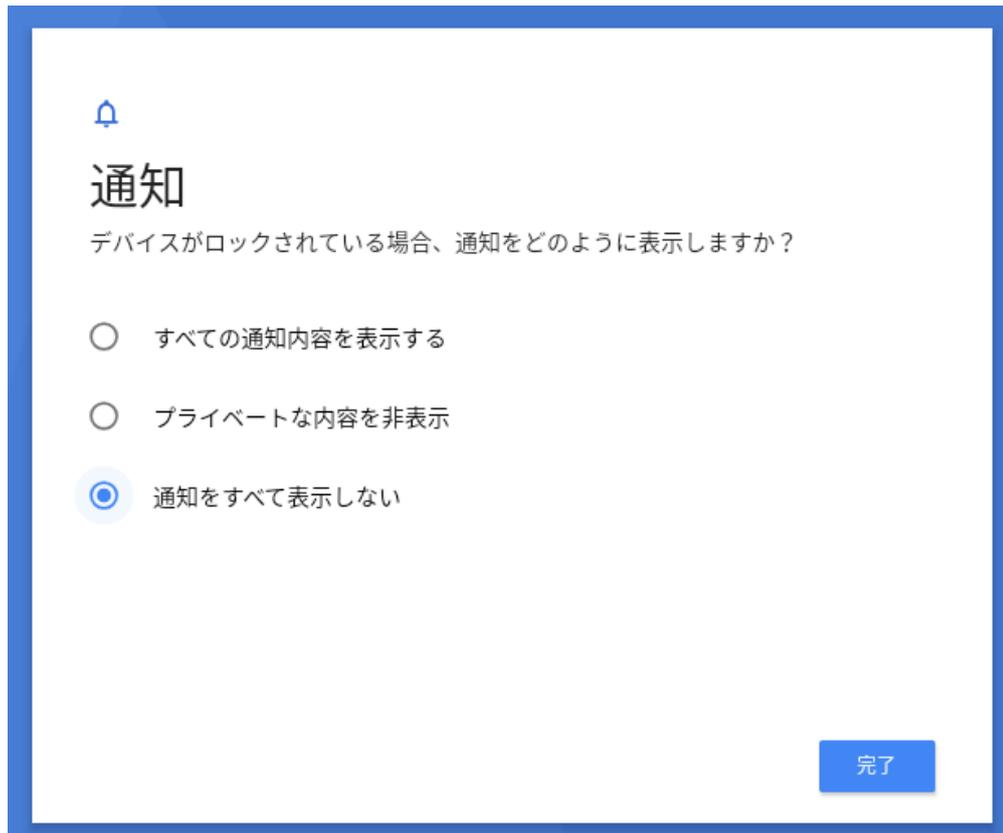 通知
デバイスがロックされている場合、通知をどのように表示しますか？
すべての通知内容を表示する
プライベートな内容を非表示
通知をすべて表示しない
完了